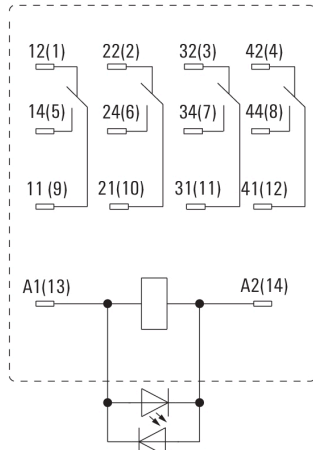 12(1) 22(2) 32(3) 42(4)
14(5) 24(6) 34(7) 44(8)
11 (9) 21(10) 31(11) 41(12)
A1(13) A2(14)